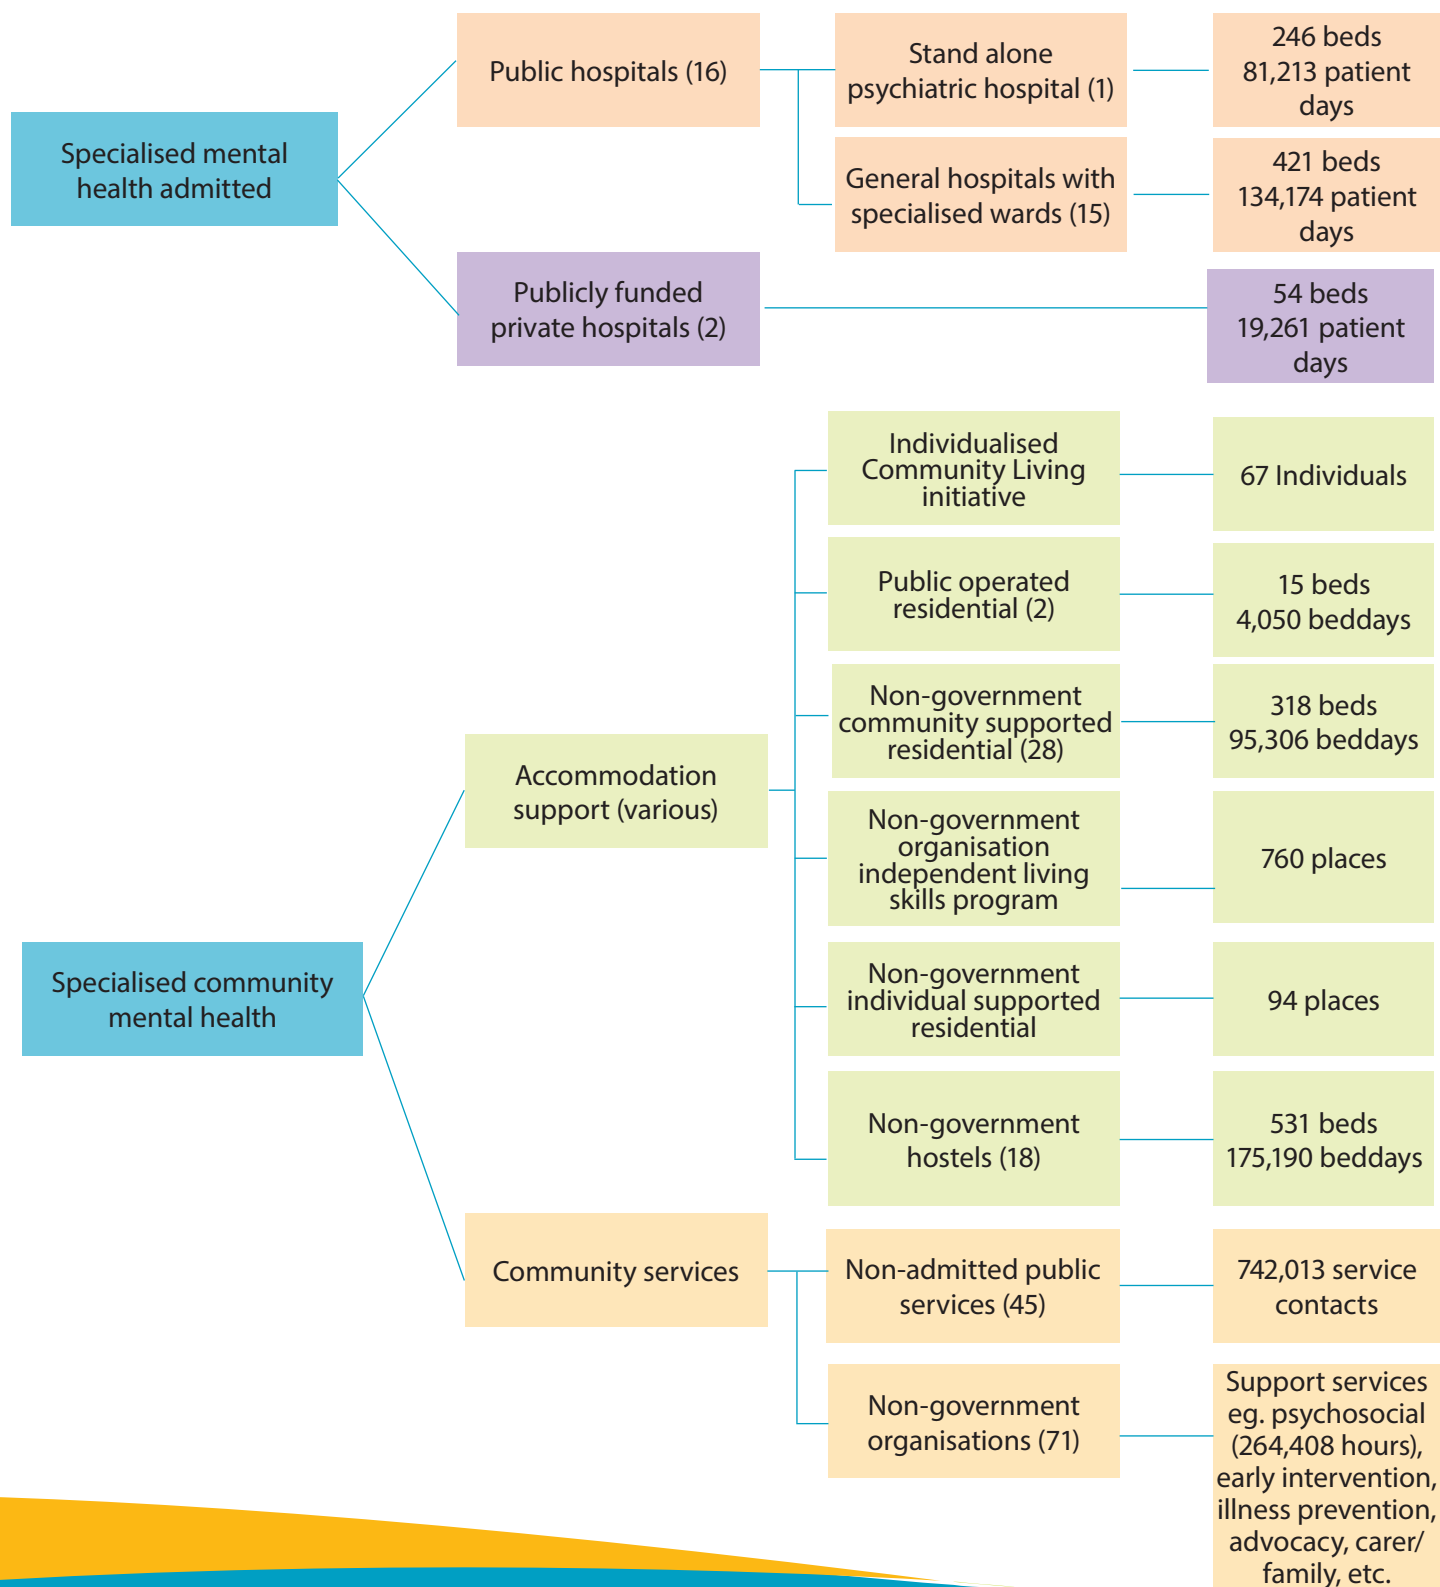 Specialised mental
health admitted
Public hospitals (16)
Stand alone
psychiatric hospital (1)
246 beds
81,213 patient
days
General hospitals with
specialised wards (15)
421 beds
134,174 patient
days
Publicly funded
private hospitals (2)
54 beds
19,261 patient
days
Specialised community
mental health
Accommodation
support (various)
Individualised
Community Living
initiative
67 Individuals
Public operated
residential (2)
15 beds
4,050 beddays
Non-government
community supported
residential (28)
318 beds
95,306 beddays
Non-government
organisation
independent living
skills program
760 places
Non-government
individual supported
residential
94 places
Non-government
hostels (18)
531 beds
175,190 beddays
Community services
Non-admitted public
services (45)
742,013 service
contacts
Non-government
organisations (71)
Support services
eg. psychosocial
(264,408 hours),
early intervention,
illness prevention,
advocacy, carer/
family, etc.